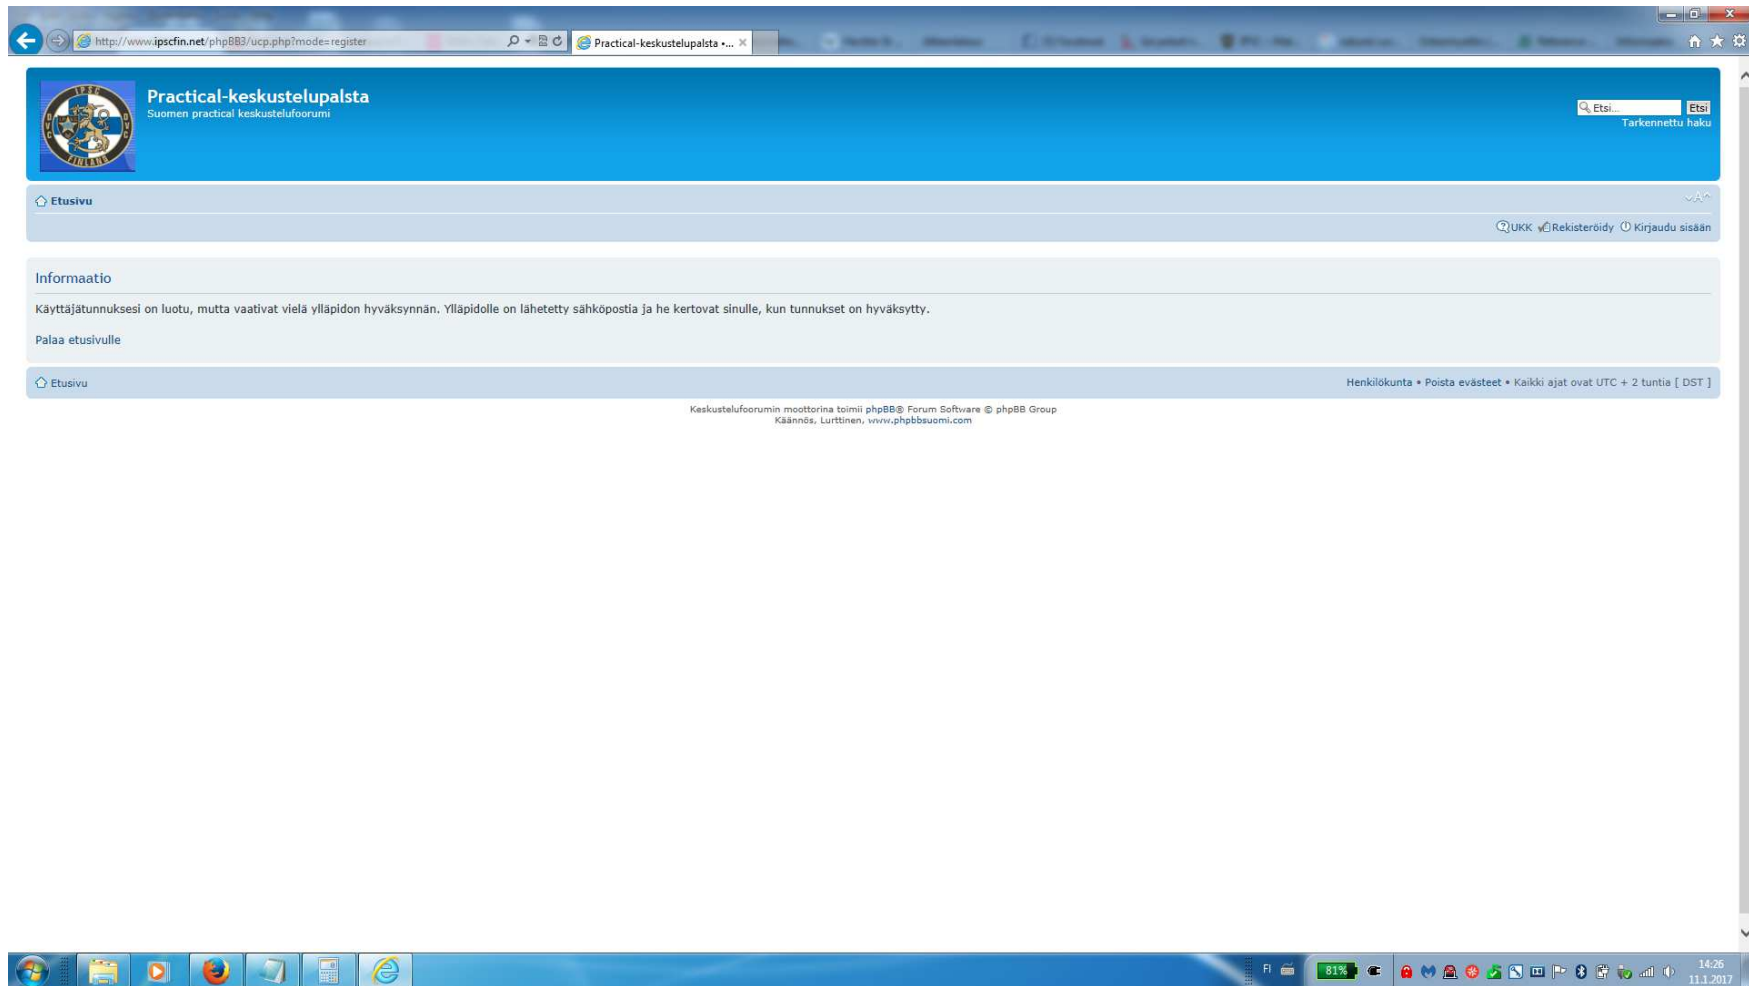 http://www.ipscfin.net/phpBB3/ucp.php?mode=register
Practical-keskustelupalsta •... ×
IPSC
DVC
DVC
FINLAND
Practical-keskustelupalsta
Suomen practical keskustelufoorumi
Etsi...
Etsi
Tarkennettu haku
Etusivu
A
UKK Rekisteröidy Kirjaudu sisään
Informaatio
Käyttäjätunnuksesi on luotu, mutta vaativat vielä ylläpidon hyväksynnän. Ylläpidolle on lähetetty sähköpostia ja he kertovat sinulle, kun tunnukset on hyväksytty.
Palaa etusivulle
Etusivu
Henkilökunta • Poista evästeet • Kaikki ajat ovat UTC + 2 tuntia [ DST ]
Keskustelufoorumin moottorina toimii phpBB® Forum Software © phpBB Group
Käännös, Lurttinen, www.phpbbsuomi.com
FI
81%
14:26
11.1.2017